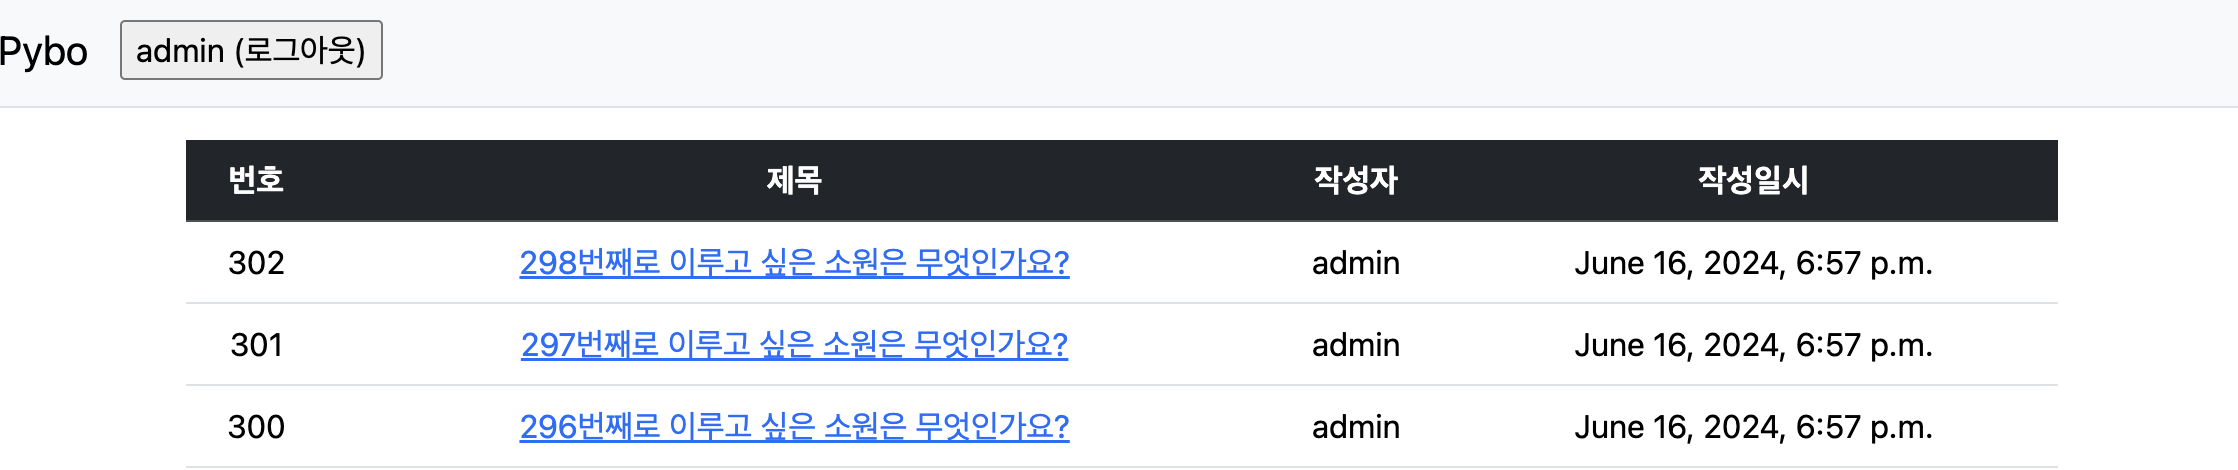 Pybo admin (로그아웃)
번호 제목 작성자 작성일시
302 298번째로 이루고 싶은 소원은 무엇인가요? admin June 16, 2024, 6:57 p.m.
301 297번째로 이루고 싶은 소원은 무엇인가요? admin June 16, 2024, 6:57 p.m.
300 296번째로 이루고 싶은 소원은 무엇인가요? admin June 16, 2024, 6:57 p.m.